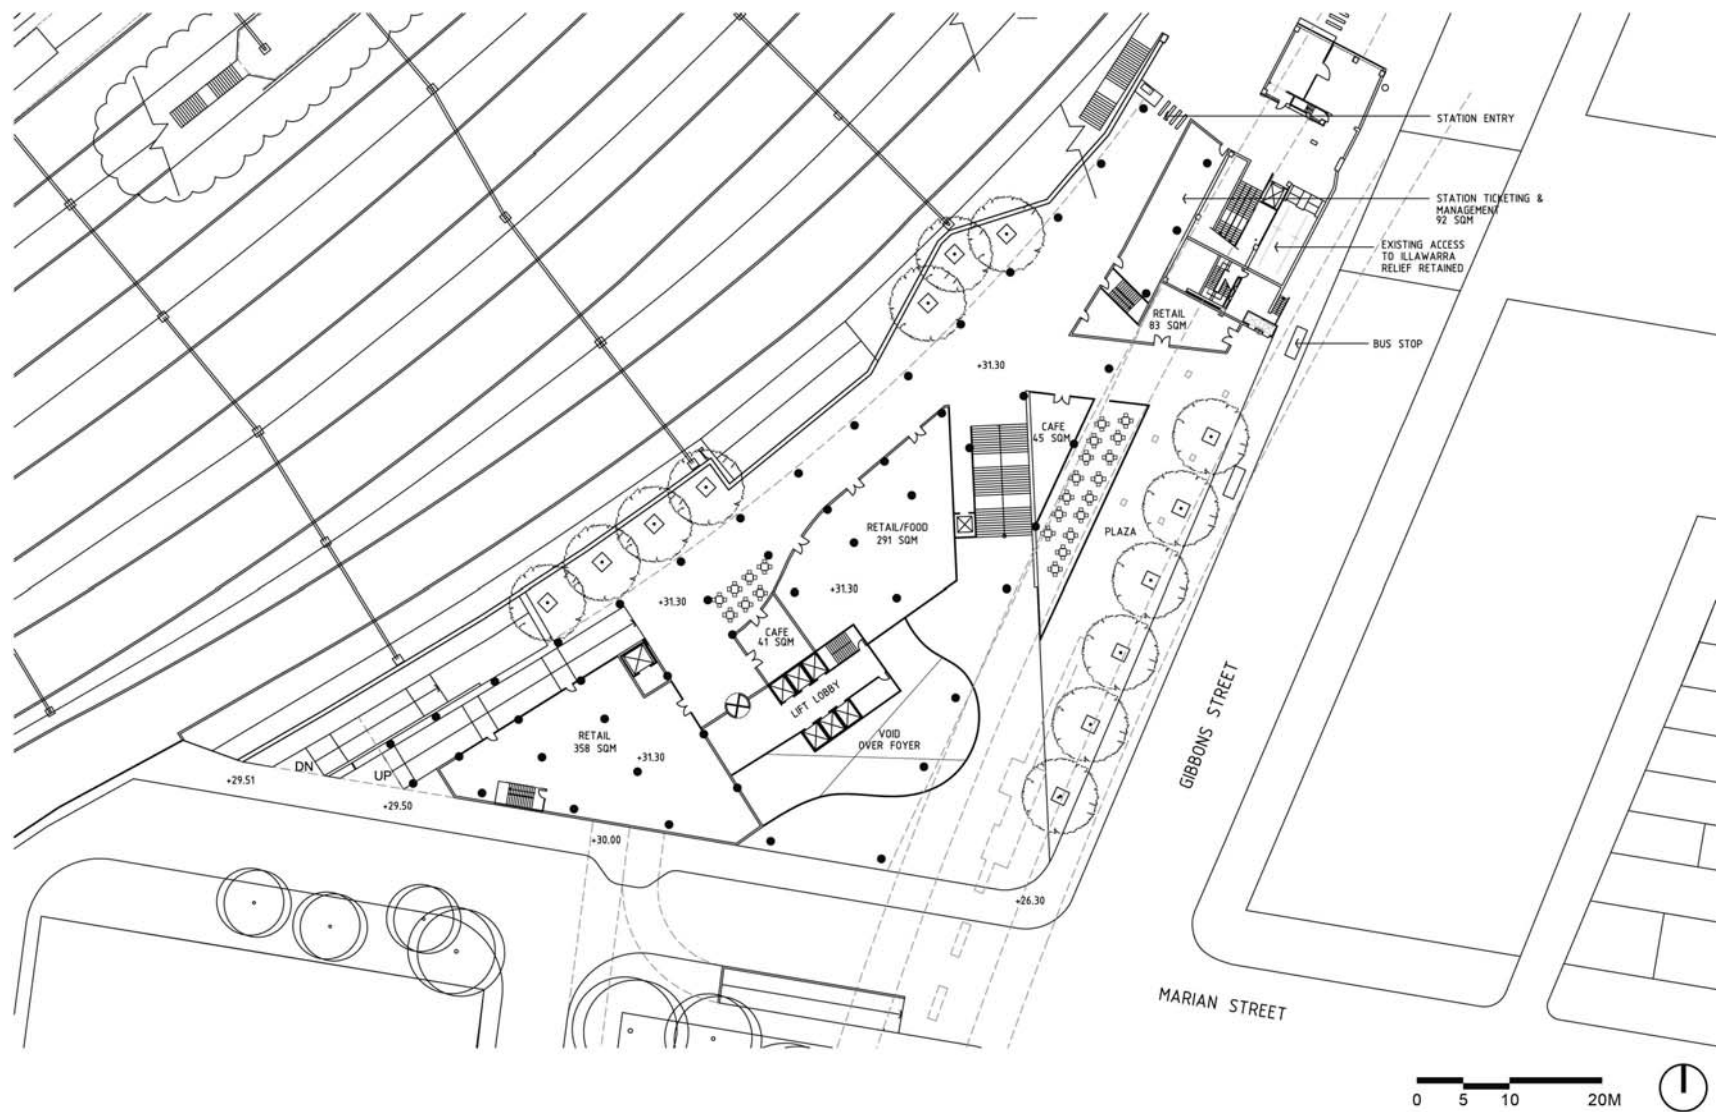 STATION ENTRY
STATION TICKETING &
MANAGEMENT
92 SQM
EXISTING ACCESS
TO ILLAWARRA
RELIEF RETAINED
RETAIL
83 SQM
BUS STOP
+31.30
CAFE
45 SQM
RETAIL/FOOD
291 SQM
PLAZA
+31.30
+31.30
CAFE
41 SQM
LIFT LOBBY
GIBBONS STREET
RETAIL
358 SQM
VOID
OVER FOYER
+31.30
DN
UP
+29.51
+29.50
+30.00
+26.30
MARIAN STREET
0 5 10 20M